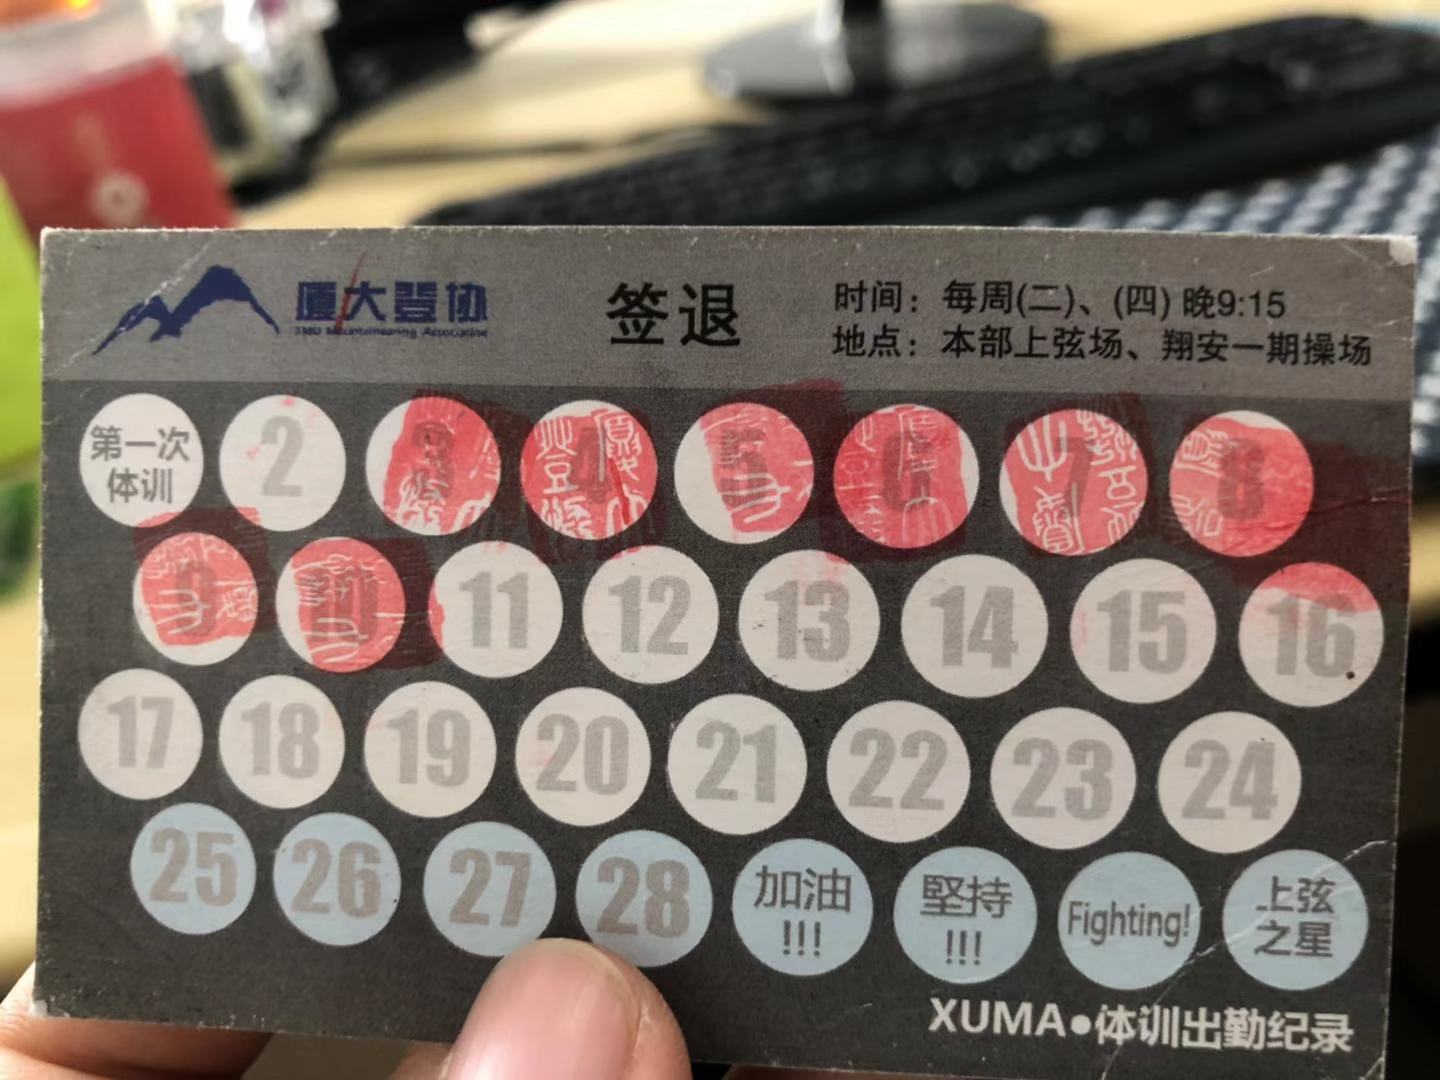 厦大登协
XMU Mountaineering Association
签退
时间：每周(二)、(四) 晚9:15
地点：本部上弦场、翔安一期操场
第一次
体训
2
3
4
5
6
7
8
9
10
11
12
13
14
15
16
17
18
19
20
21
22
23
24
25
26
27
28
加油
!!!
堅持
!!!
Fighting!
上弦
之星
XUMA●体训出勤纪录